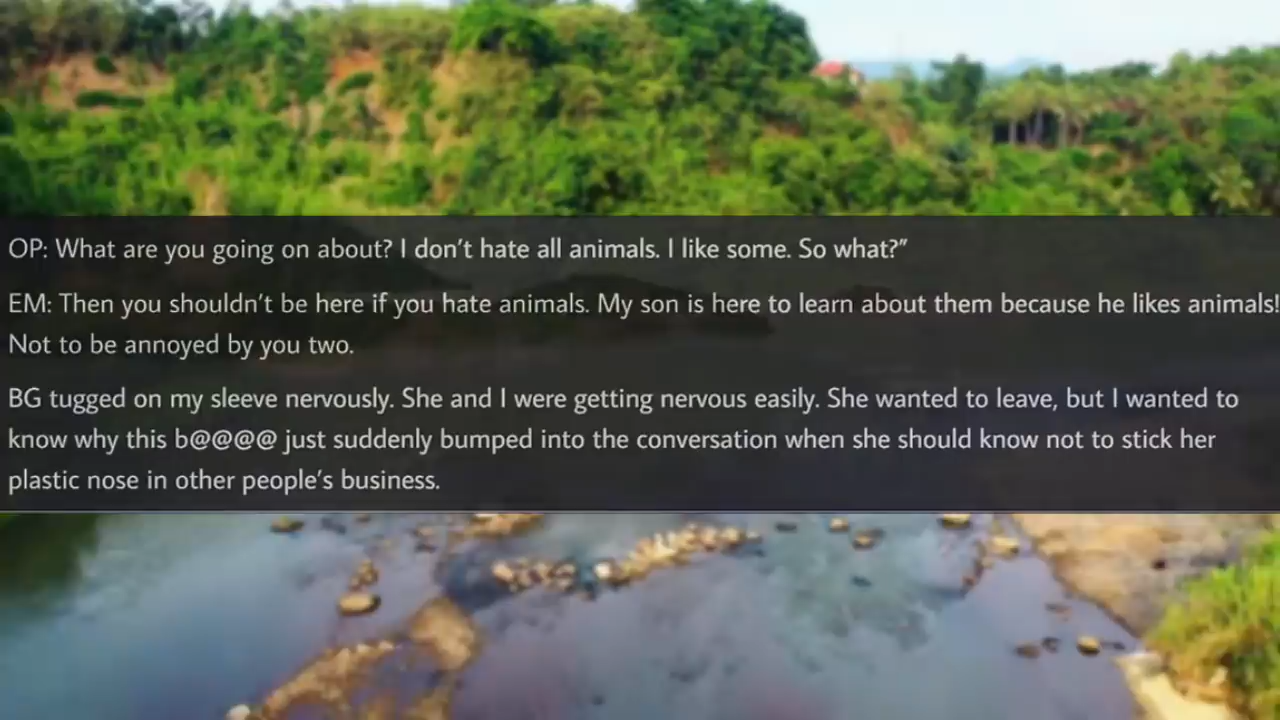 OP: What are you going on about? I don't hate all animals. I like some. So what?”
EM: Then you shouldn't be here if you hate animals. My son is here to learn about them because he likes animals!
Not to be annoyed by you two.
BG tugged on my sleeve nervously. She and I were getting nervous easily. She wanted to leave, but I wanted to
know why this b@@@@ just suddenly bumped into the conversation when she should know not to stick her
plastic nose in other people's business.